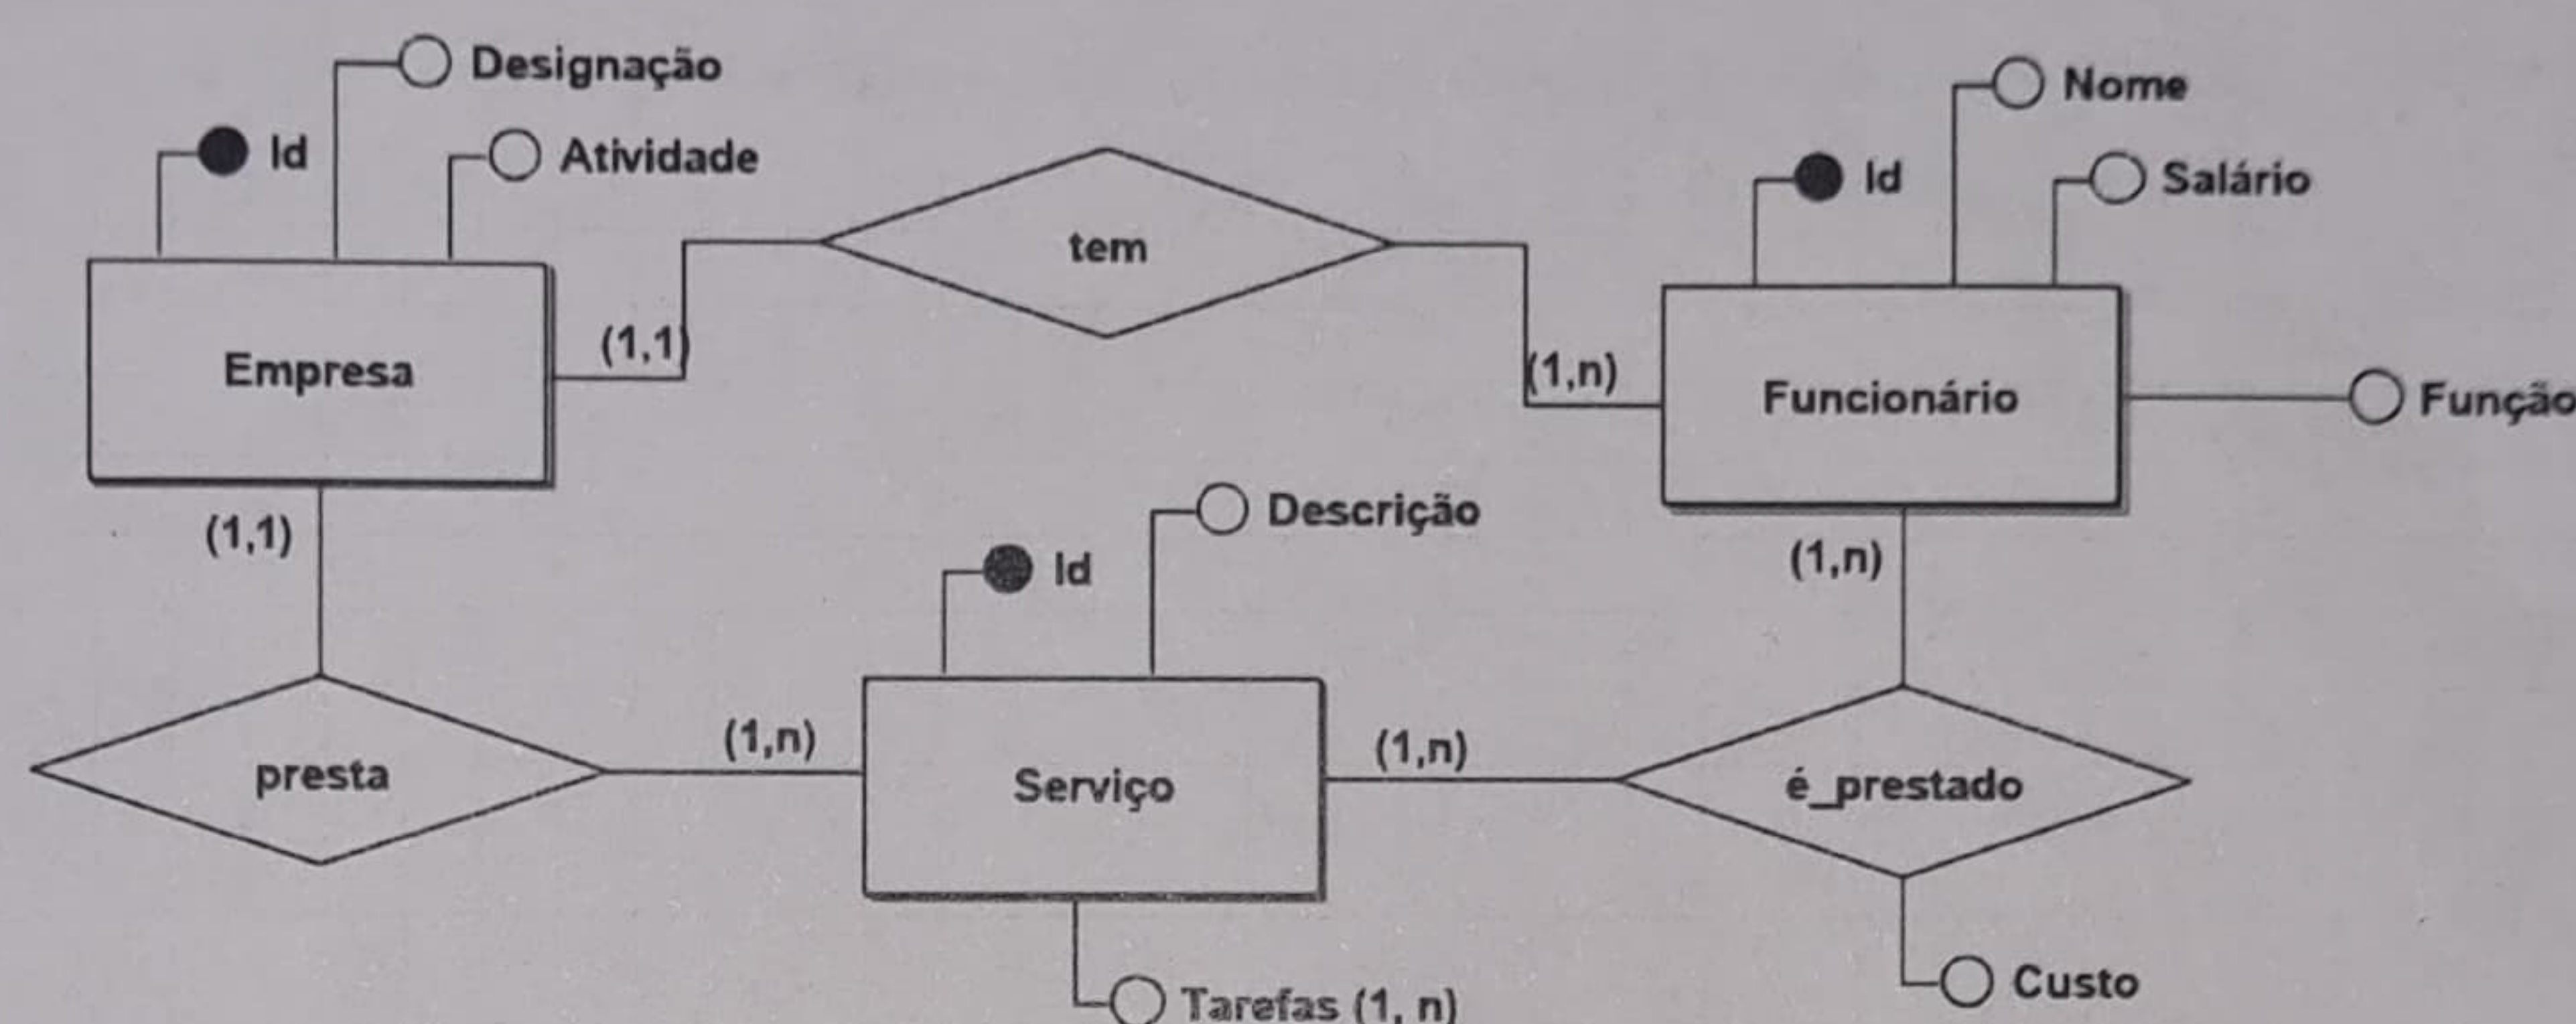 Designação
Id
Atividade
Nome
Id
Salário
tem
Empresa
(1,1)
(1,n)
Funcionário
Função
(1,1)
Descrição
Id
(1,n)
presta
(1,n)
Serviço
(1,n)
é_prestado
Tarefas (1, n)
Custo